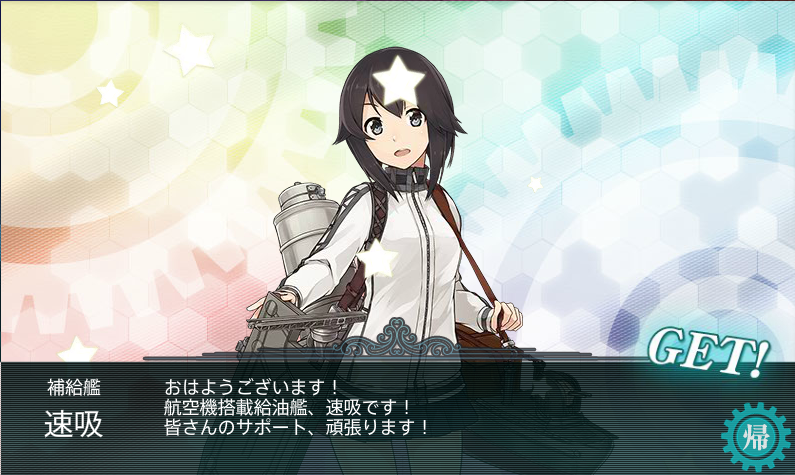 GET!
補給艦
速吸
おはようございます！
航空機搭載給油艦、速吸です！
皆さんのサポート、頑張ります！
帰